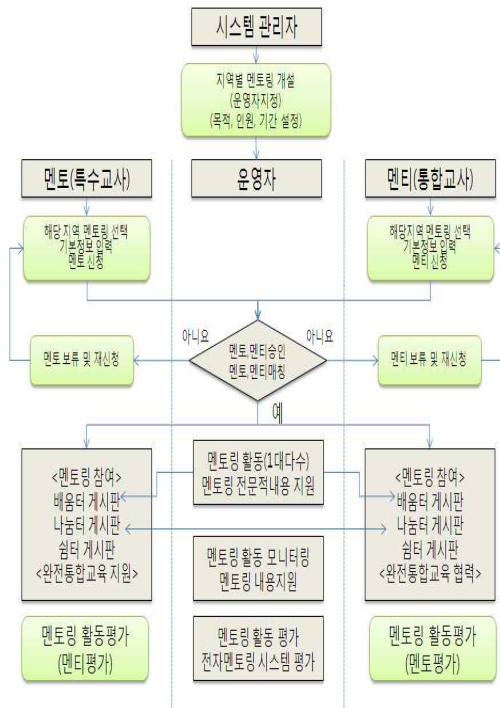 시스템 관리자
지역별 멘토링 개설
(운영자지정)
(목적, 인원, 기간 설정)
멘토(특수교사)
운영자
멘티(통합교사)
해당지역 멘토링 선택
기본정보 입력
멘토 신청
해당지역 멘토링 선택
기본정보입력
멘티 신청
아니요
아니요
멘토,멘티승인
멘토,멘티매칭
멘토 보류 및 재신청
멘티 보류 및 재신청
예
<멘토링 참여>
배움터 게시판
나눔터 게시판
쉼터 게시판
<완전통합교육 지원>
멘토링 활동(1대다수)
멘토링 전문적내용 지원
<멘토링 참여>
배움터 게시판
나눔터 게시판
쉼터 게시판
<완전통합교육 협력>
멘토링 활동 모니터링
멘토링 내용지원
멘토링 활동평가
(멘티평가)
멘토링 활동 평가
전자멘토링 시스템 평가
멘토링 활동평가
(멘토평가)